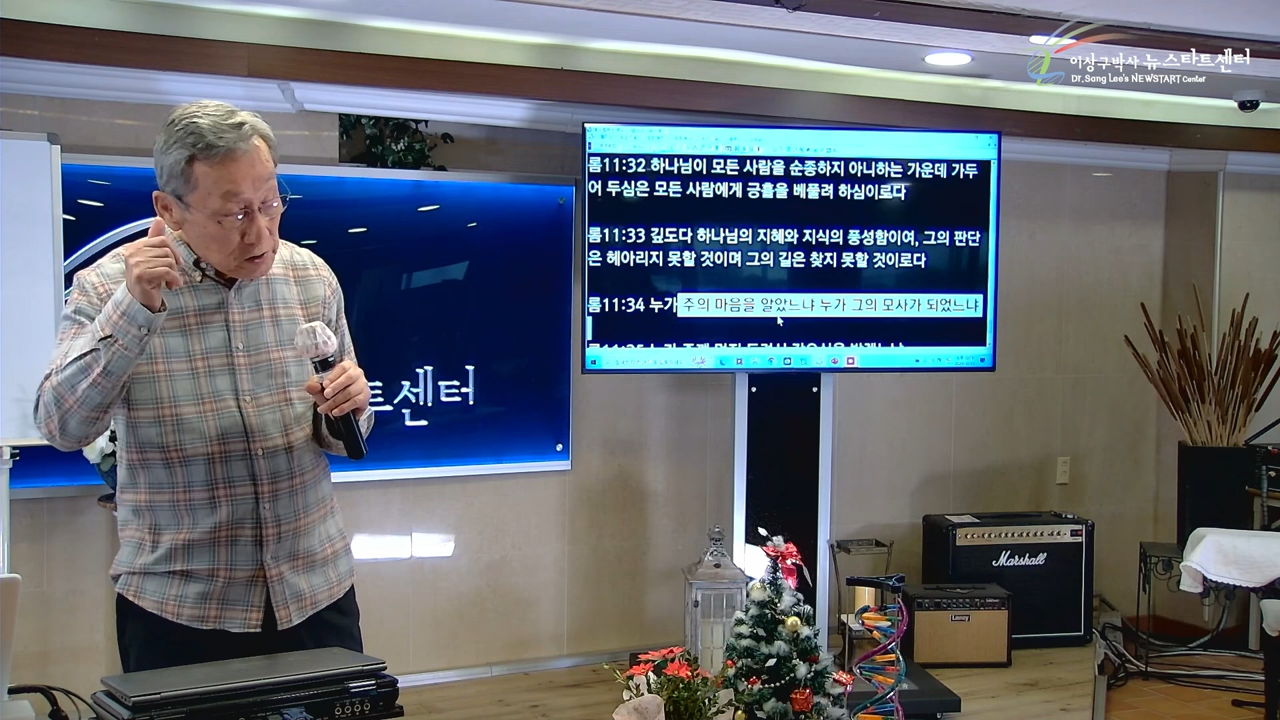 이상구박사 뉴스타트센터
Dr. Sang Lee's NEWSTART Center
롬11:32 하나님이 모든 사람을 순종하지 아니하는 가운데 가두
어 두심은 모든 사람에게 긍휼을 베풀려 하심이로다
롬11:33 깊도다 하나님의 지혜와 지식의 풍성함이여, 그의 판단
은 헤아리지 못할 것이며 그의 길은 찾지 못할 것이로다
롬11:34 누가 주의 마음을 알았느냐 누가 그의 모사가 되었느냐
트센터
Marshall
Laney